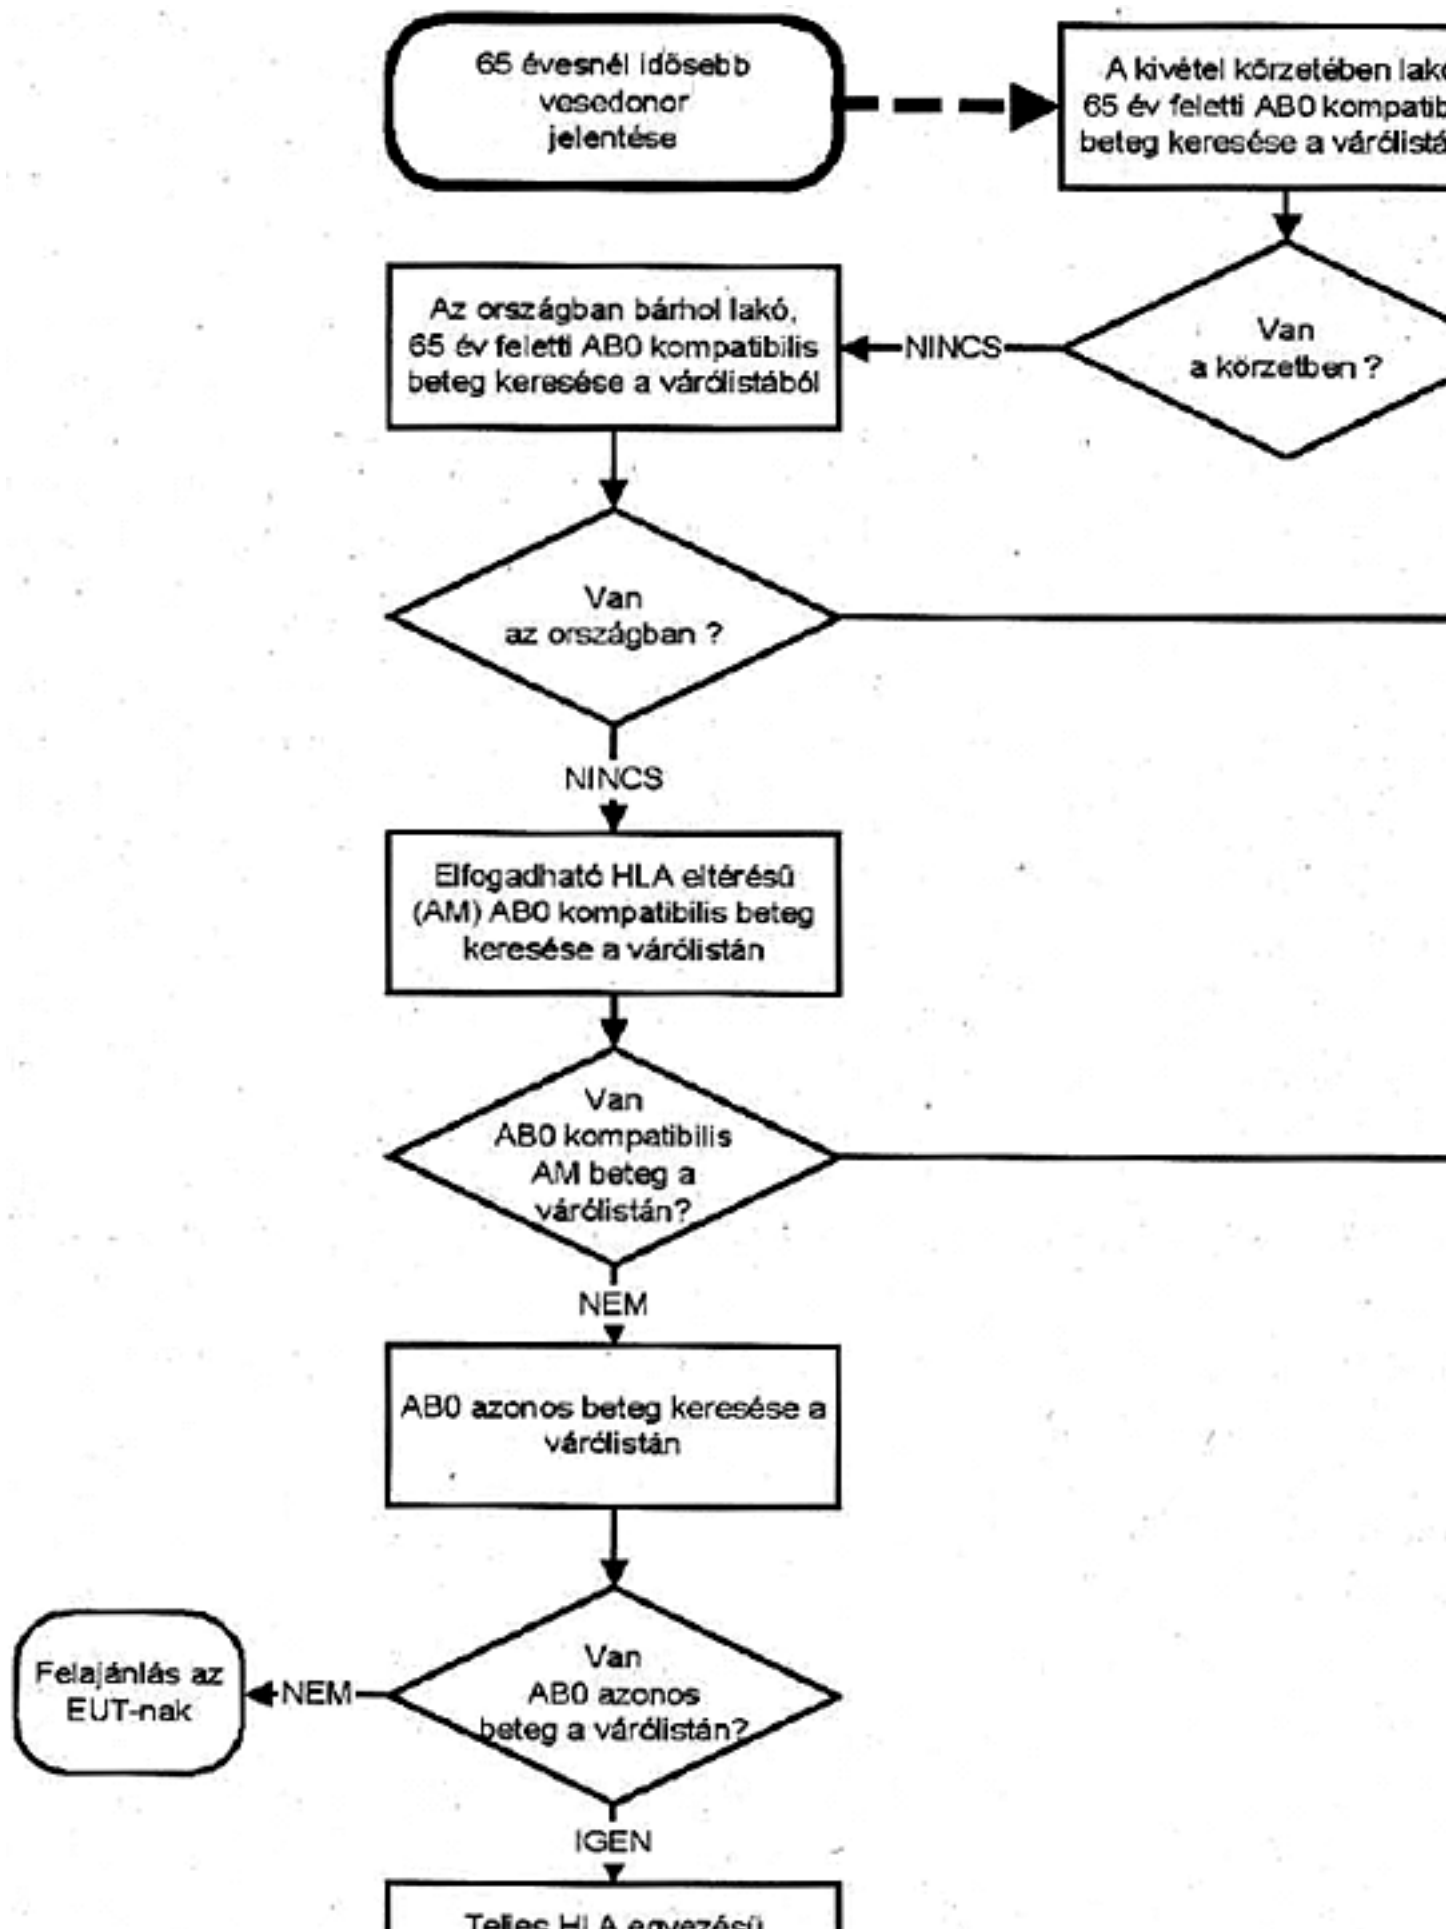 65 évesnél idősebb
vesedonor
jelentése
A kivétel körzetében
65 év feletti AB0
beteg keresése a
Van
a körzetben ?
NINCS
Az országban bárhol lakó,
65 év feletti AB0 kompatibilis
beteg keresése a várólistából
Van
az országban ?
NINCS
Elfogadható HLA eltérésű
(AM) AB0 kompatibilis beteg
keresése a várólistán
Van
AB0 kompatibilis
AM beteg a
várólistán?
NEM
AB0 azonos beteg keresése a
várólistán
Van
AB0 azonos
beteg a várólistán?
NEM
Felajánlás az
EUT-nak
IGEN
Teljes HLA egyezésű